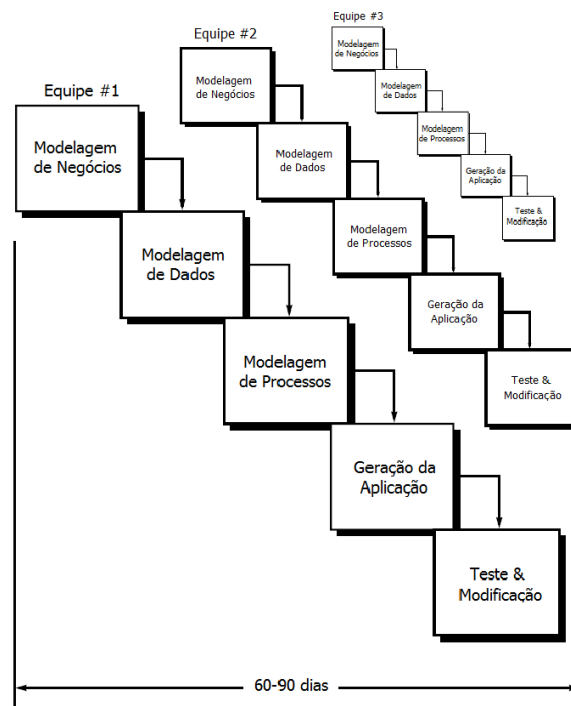 Equipe #1
Modelagem
de Negócios
Modelagem
de Dados
Modelagem
de Processos
Geração da
Aplicação
Teste &
Modificação
Equipe #2
Modelagem
de Negócios
Modelagem
de Dados
Modelagem
de Processos
Geração da
Aplicação
Teste &
Modificação
Equipe #3
Modelagem
de Negócios
Modelagem
de Dados
Modelagem
de Processos
Geração da
Aplicação
Teste &
Modificação
60-90 dias